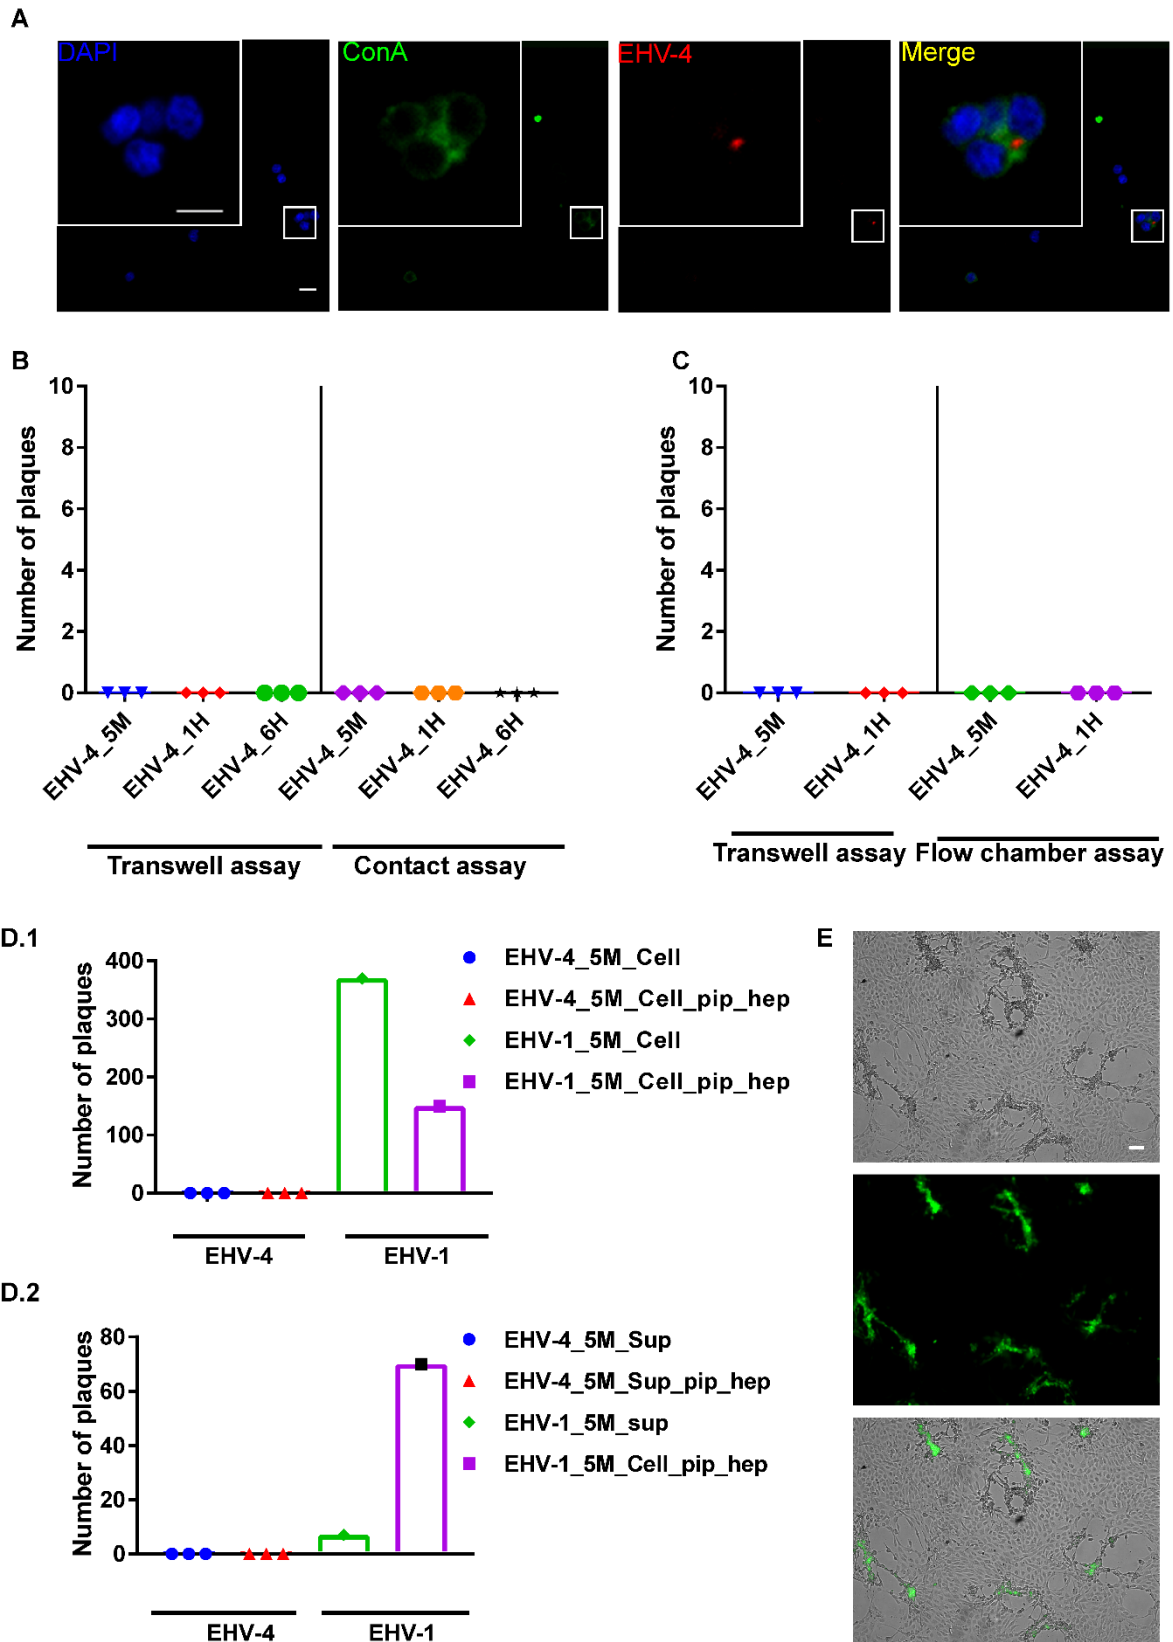 A
DAPI
ConA
EHV-4
Merge
B
Number of plaques
10
8
6
4
2
0
EHV-4_5M
EHV-4_1H
EHV-4_6H
EHV-4_5M
EHV-4_1H
EHV-4_6H
Transwell assay
Contact assay
C
Number of plaques
10
8
6
4
2
0
EHV-4_5M
EHV-4_1H
EHV-4_5M
EHV-4_1H
Transwell assay
Flow chamber assay
D.1
Number of plaques
400
300
200
100
0
EHV-4
EHV-1
EHV-4_5M_Cell
EHV-4_5M_Cell_pip_hep
EHV-1_5M_Cell
EHV-1_5M_Cell_pip_hep
D.2
Number of plaques
80
60
40
20
0
EHV-4
EHV-1
EHV-4_5M_Sup
EHV-4_5M_Sup_pip_hep
EHV-1_5M_sup
EHV-1_5M_Cell_pip_hep
E